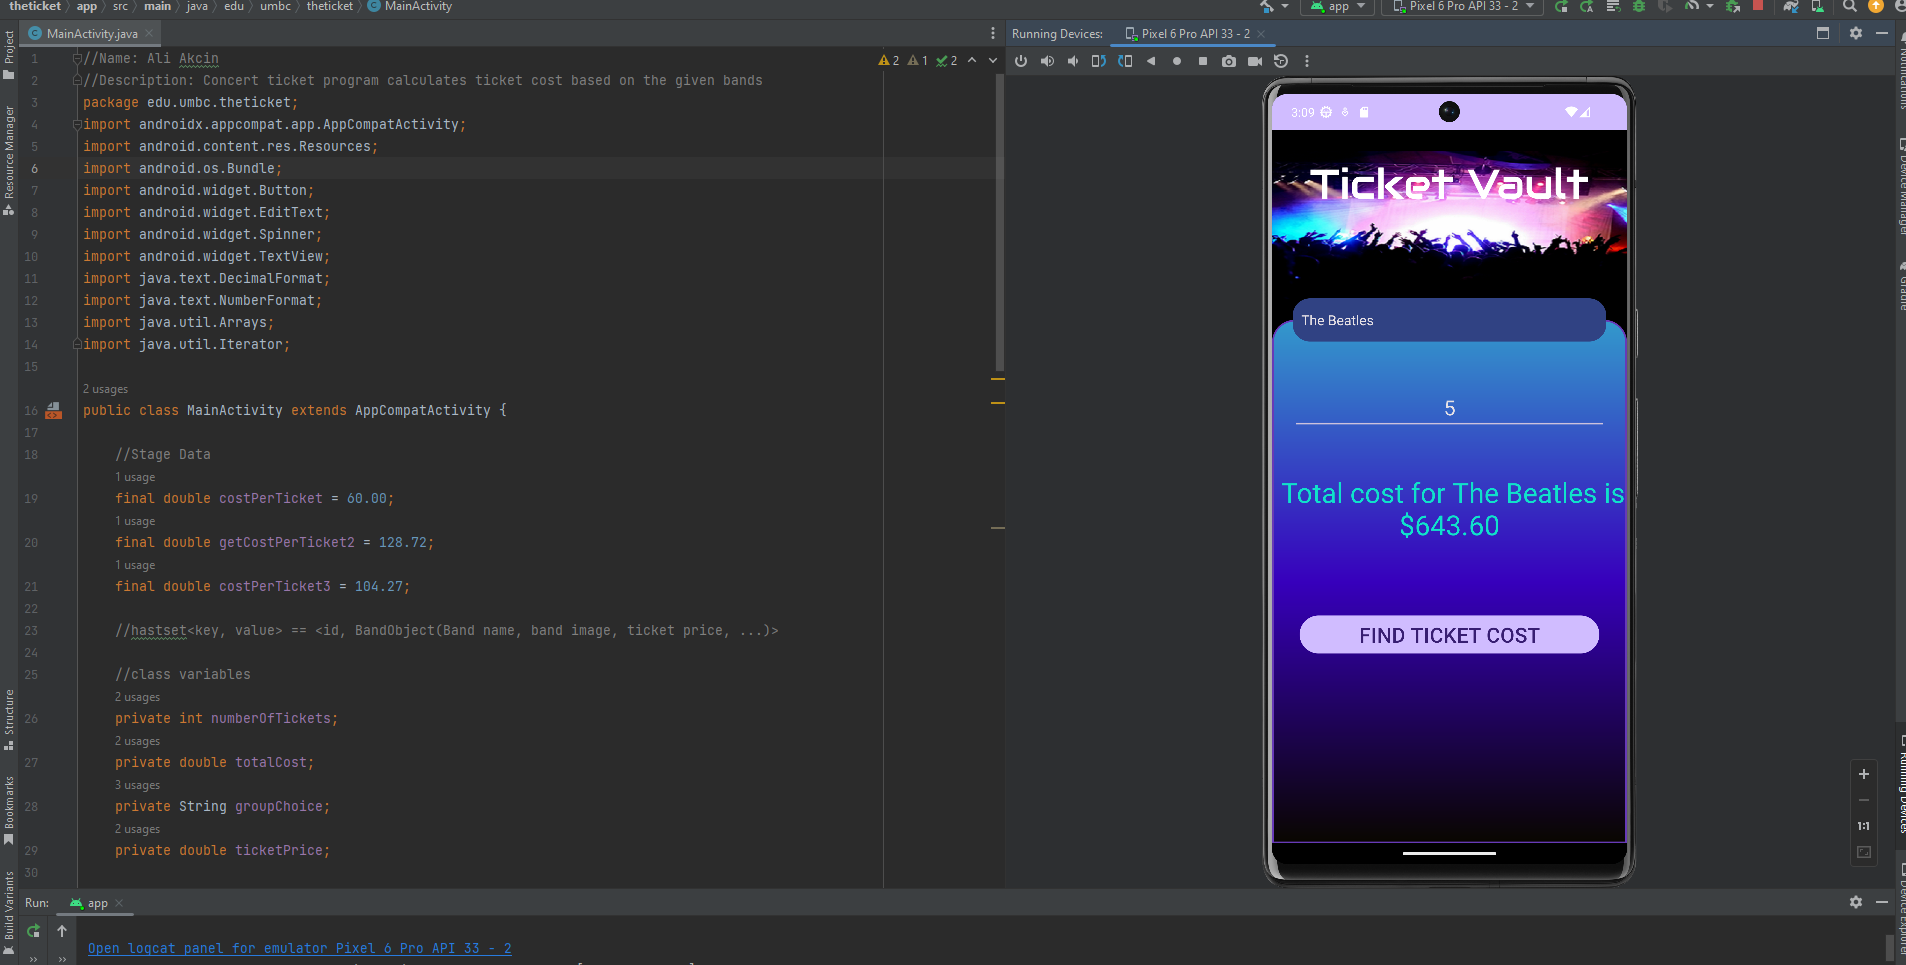 theticket app src main java edu umbc theticket MainActivity
app Pixel 6 Pro API 33 - 2
MainActivity.java
Running Devices: Pixel 6 Pro API 33 - 2
Project
Resource Manager
Structure
Bookmarks
Build Variants
2 1 2
1 //Name: Ali Akcin
2 //Description: Concert ticket program calculates ticket cost based on the given bands
3 package edu.umbc.theticket;
4 import androidx.appcompat.app.AppCompatActivity;
5 import android.content.res.Resources;
6 import android.os.Bundle;
7 import android.widget.Button;
8 import android.widget.EditText;
9 import android.widget.Spinner;
10 import android.widget.TextView;
11 import java.text.DecimalFormat;
12 import java.text.NumberFormat;
13 import java.util.Arrays;
14 import java.util.Iterator;
15
2 usages
16 public class MainActivity extends AppCompatActivity {
17
18 //Stage Data
1 usage
19 final double costPerTicket = 60.00;
1 usage
20 final double getCostPerTicket2 = 128.72;
1 usage
21 final double costPerTicket3 = 104.27;
22
23 //hastset<key, value> == <id, BandObject(Band name, band image, ticket price, ...)>
24
25 //class variables
2 usages
26 private int numberOfTickets;
2 usages
27 private double totalCost;
3 usages
28 private String groupChoice;
2 usages
29 private double ticketPrice;
30
3:09
Ticket Vault
The Beatles
5
Total cost for The Beatles is
$643.60
FIND TICKET COST
1:1
Notifications
Device Manager
Gradle
Running Devices
Device Explorer
Run: app
Open logcat panel for emulator Pixel 6 Pro API 33 - 2